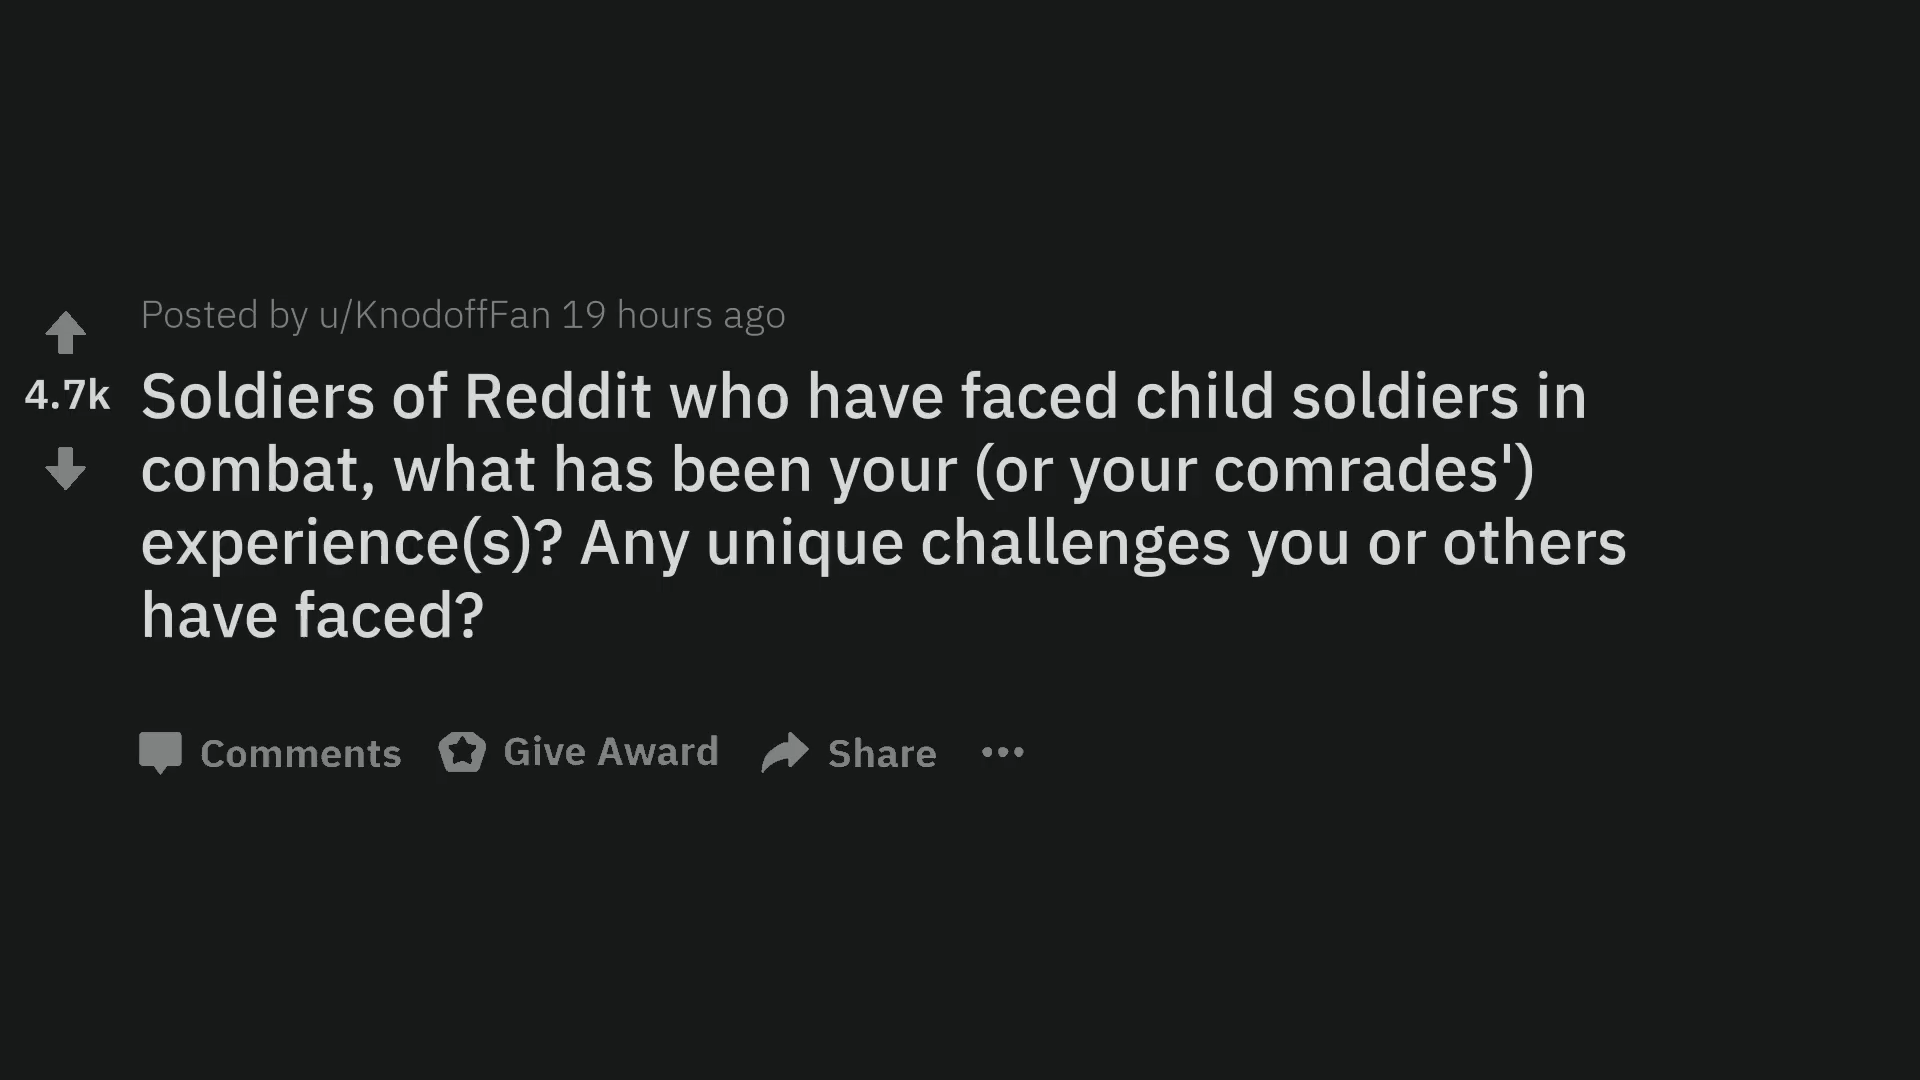 Posted by u/KnodoffFan 19 hours ago
4.7k
Soldiers of Reddit who have faced child soldiers in
combat, what has been your (or your comrades')
experience(s)? Any unique challenges you or others
have faced?
Comments Give Award Share